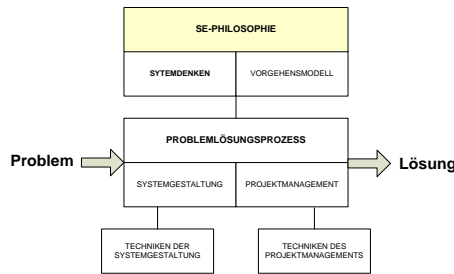 SE-PHILOSOPHIE
SYTEMDENKEN
VORGEHENSMODELL
PROBLEMLÖSUNGSPROZESS
Problem
Lösung
SYSTEMGESTALTUNG
PROJEKTMANAGEMENT
TECHNIKEN DER
SYSTEMGESTALTUNG
TECHNIKEN DES
PROJEKTMANAGEMENTS